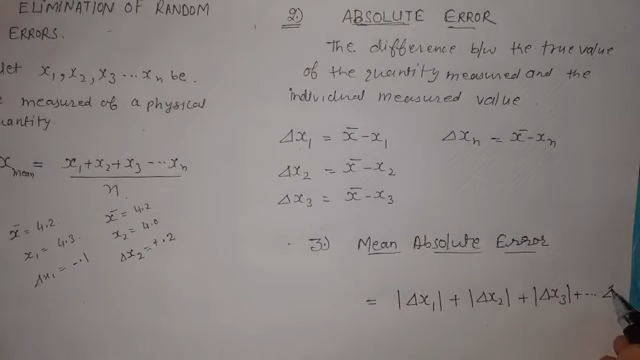 ELIMINATION OF RANDOM
ERRORS.
let x₁, x₂, x₃ ... xₙ be.
measured of a physical
quantity
x̄ mean = x₁+x₂+x₃ ... xₙ / n
x̄ = 4.2
x₁ = 4.3
Δx₁ = -.1
x̄ = 4.2
x₂ = 4.0
Δx₂ = +.2
2.) ABSOLUTE ERROR
The difference b/w the true value
of the quantity measured and the
individual measured value.
Δx₁ = x̄ - x₁ Δxₙ = x̄ - xₙ
Δx₂ = x̄ - x₂
Δx₃ = x̄ - x₃
3.) Mean Absolute Error
= |Δx₁| + |Δx₂| + |Δx₃| + ... Δ